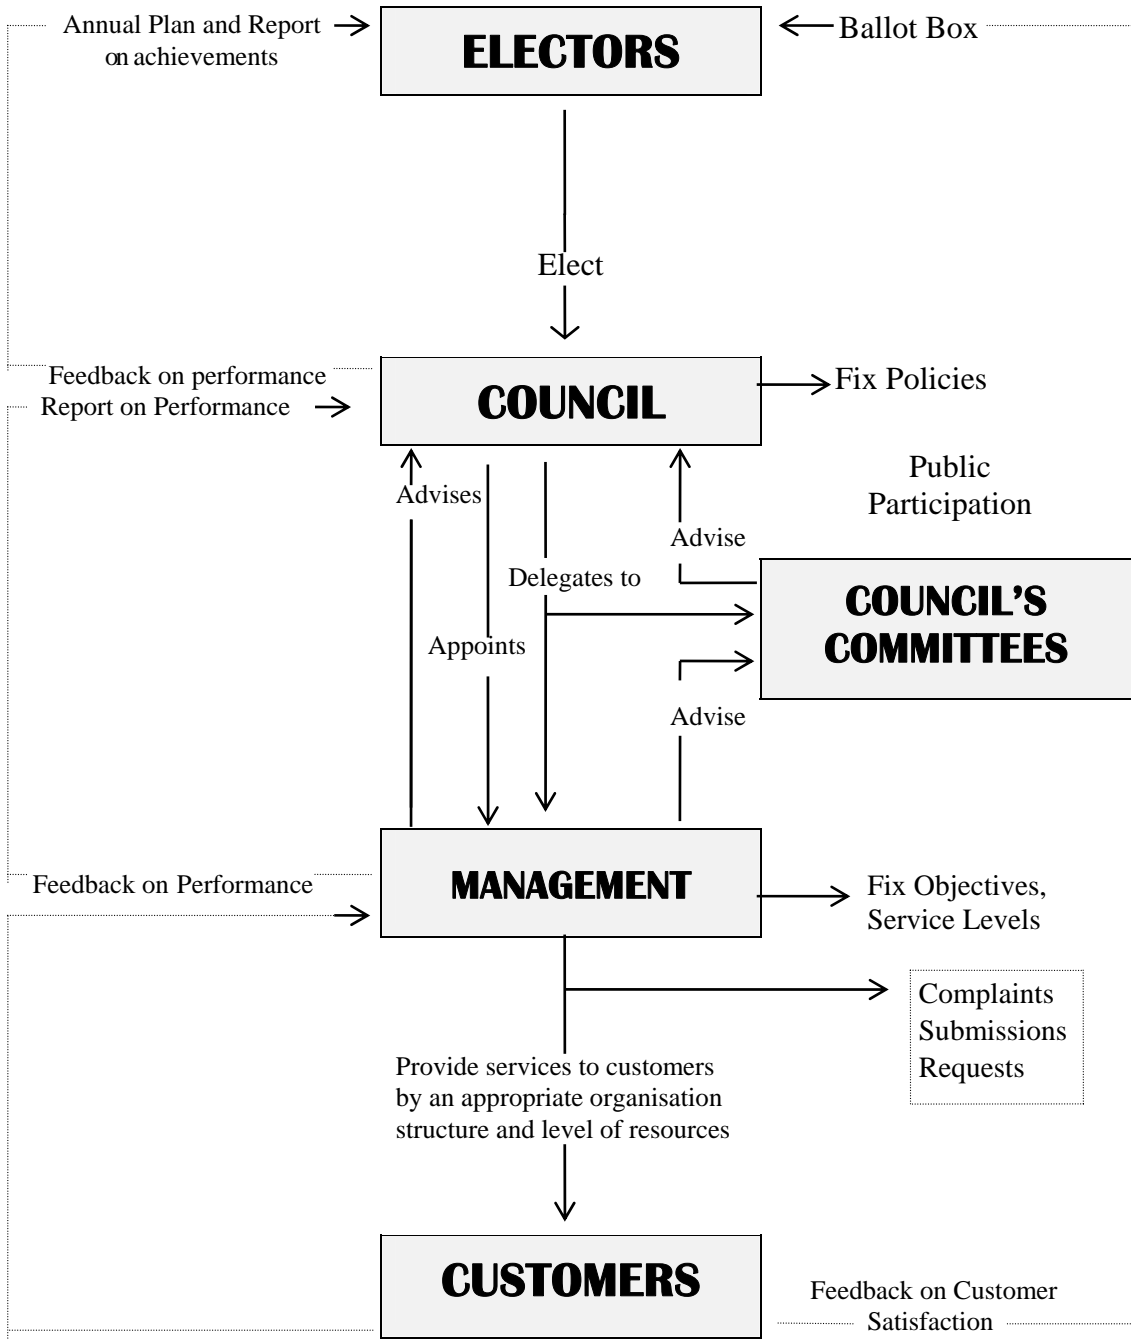 Annual Plan and Report
on achievements
ELECTORS
Ballot Box
Elect
Feedback on performance
Report on Performance
COUNCIL
Fix Policies
Public
Participation
Advises
Advise
Delegates to
Appoints
COUNCIL’S
COMMITTEES
Advise
Feedback on Performance
MANAGEMENT
Fix Objectives,
Service Levels
Complaints
Submissions
Requests
Provide services to customers
by an appropriate organisation
structure and level of resources
CUSTOMERS
Feedback on Customer
Satisfaction